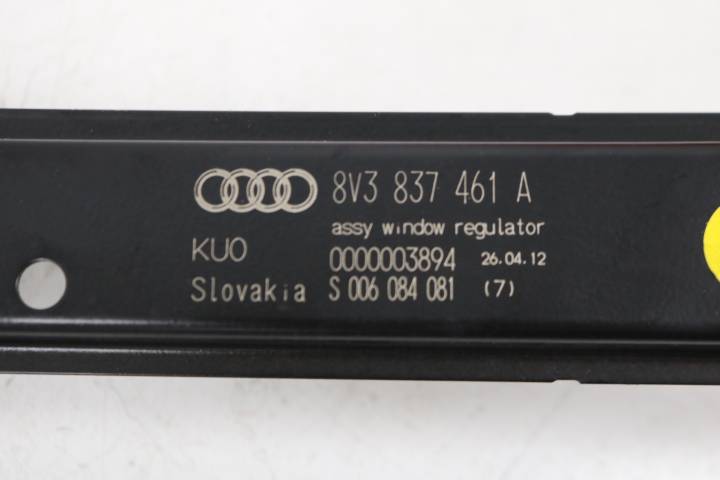 8V3 837 461 A
assy window regulator
KUO 0000003894 26.04.12
Slovakia S 006 084 081 (7)